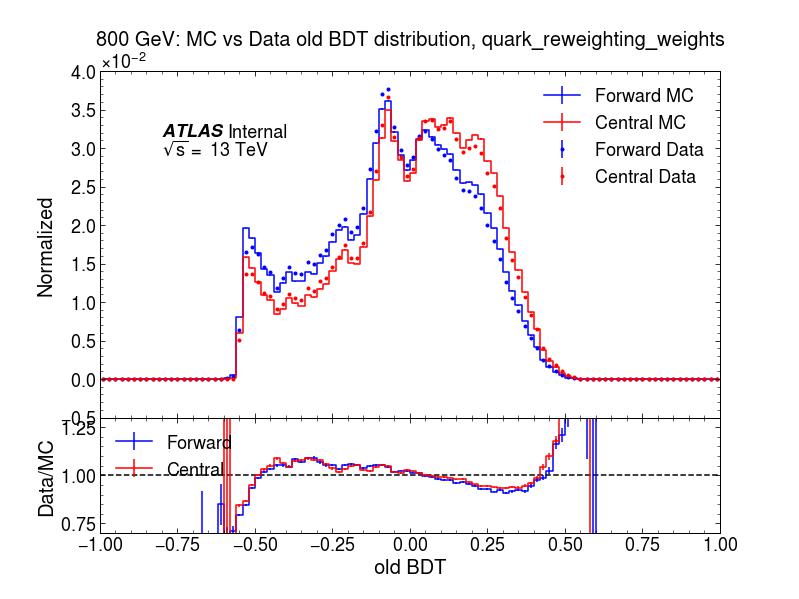 800 GeV: MC vs Data old BDT distribution, quark_reweighting_weights
×10⁻²
4.0
3.5
3.0
2.5
2.0
1.5
1.0
0.5
0.0
−0.5
Normalized
ATLAS Internal
√s = 13 TeV
Forward MC
Central MC
Forward Data
Central Data
1.25
1.00
0.75
Data/MC
Forward
Central
−1.00 −0.75 −0.50 −0.25 0.00 0.25 0.50 0.75 1.00
old BDT